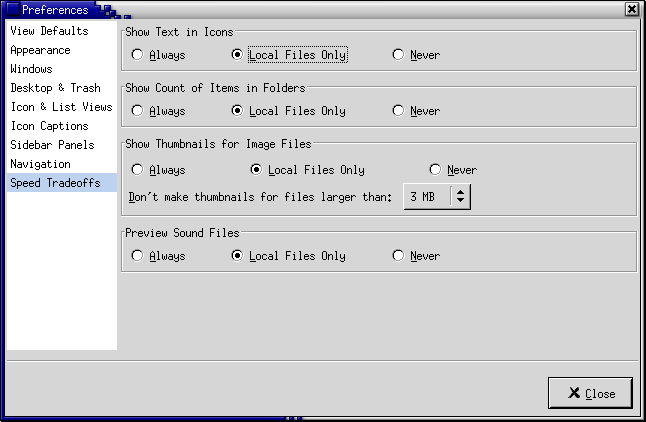 Preferences
View Defaults
Appearance
Windows
Desktop & Trash
Icon & List Views
Icon Captions
Sidebar Panels
Navigation
Speed Tradeoffs
Show Text in Icons
Always Local Files Only Never
Show Count of Items in Folders
Always Local Files Only Never
Show Thumbnails for Image Files
Always Local Files Only Never
Don't make thumbnails for files larger than: 3 MB
Preview Sound Files
Always Local Files Only Never
Close